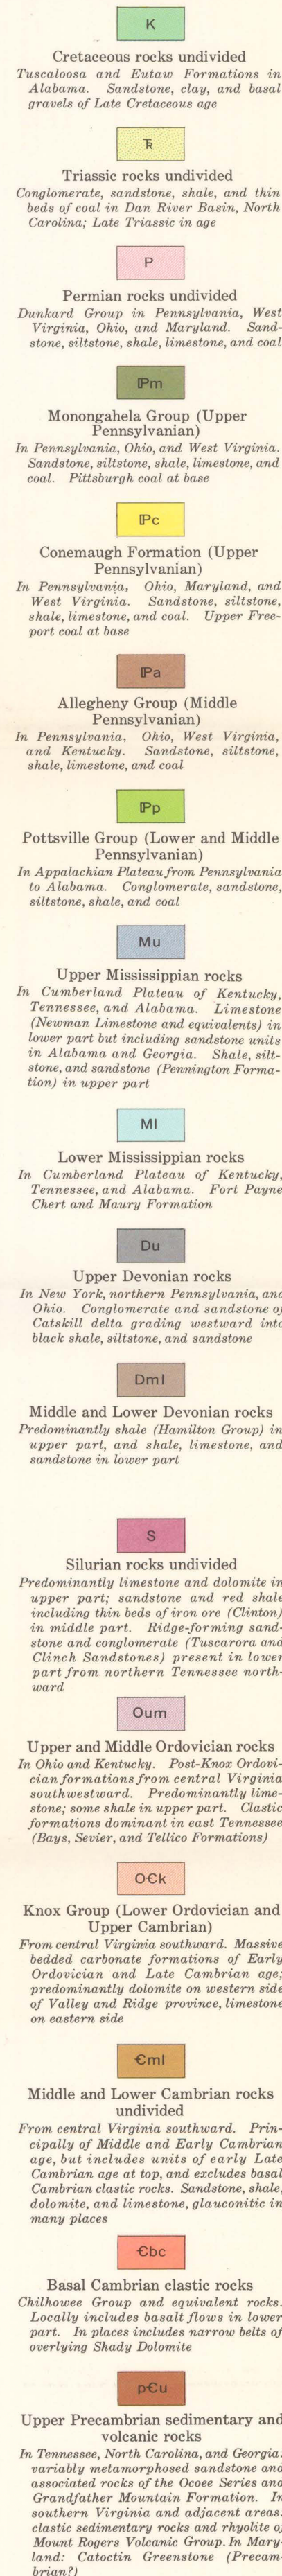 K
Cretaceous rocks undivided
Tuscaloosa and Eutaw Formations in
Alabama. Sandstone, clay, and basal
gravels of Late Cretaceous age
TR
Triassic rocks undivided
Conglomerate, sandstone, shale, and thin
beds of coal in Dan River Basin, North
Carolina; Late Triassic in age
P
Permian rocks undivided
Dunkard Group in Pennsylvania, West
Virginia, Ohio, and Maryland. Sand-
stone, siltstone, shale, limestone, and coal
ℙm
Monongahela Group (Upper
Pennsylvanian)
In Pennsylvania, Ohio, and West Virginia.
Sandstone, siltstone, shale, limestone, and
coal. Pittsburgh coal at base
ℙc
Conemaugh Formation (Upper
Pennsylvanian)
In Pennsylvania, Ohio, Maryland, and
West Virginia. Sandstone, siltstone,
shale, limestone, and coal. Upper Free-
port coal at base
ℙa
Allegheny Group (Middle
Pennsylvanian)
In Pennsylvania, Ohio, West Virginia,
and Kentucky. Sandstone, siltstone,
shale, limestone, and coal
ℙp
Pottsville Group (Lower and Middle
Pennsylvanian)
In Appalachian Plateau from Pennsylvania
to Alabama. Conglomerate, sandstone,
siltstone, shale, and coal
Mu
Upper Mississippian rocks
In Cumberland Plateau of Kentucky,
Tennessee, and Alabama. Limestone
(Newman Limestone and equivalents) in
lower part but including sandstone units
in Alabama and Georgia. Shale, silt-
stone, and sandstone (Pennington Forma-
tion) in upper part
Ml
Lower Mississippian rocks
In Cumberland Plateau of Kentucky,
Tennessee, and Alabama. Fort Payne
Chert and Maury Formation
Du
Upper Devonian rocks
In New York, northern Pennsylvania, and
Ohio. Conglomerate and sandstone of
Catskill delta grading westward into
black shale, siltstone, and sandstone
Dml
Middle and Lower Devonian rocks
Predominantly shale (Hamilton Group) in
upper part, and shale, limestone, and
sandstone in lower part
S
Silurian rocks undivided
Predominantly limestone and dolomite in
upper part; sandstone and red shale
including thin beds of iron ore (Clinton)
in middle part. Ridge-forming sand-
stone and conglomerate (Tuscarora and
Clinch Sandstones) present in lower
part from northern Tennessee north-
ward
Oum
Upper and Middle Ordovician rocks
In Ohio and Kentucky. Post-Knox Ordovi-
cian formations from central Virginia
southwestward. Predominantly lime-
stone; some shale in upper part. Clastic
formations dominant in east Tennessee
(Bays, Sevier, and Tellico Formations)
OꞒk
Knox Group (Lower Ordovician and
Upper Cambrian)
From central Virginia southward. Massive
bedded carbonate formations of Early
Ordovician and Late Cambrian age;
predominantly dolomite on western side
of Valley and Ridge province, limestone
on eastern side
Ꞓml
Middle and Lower Cambrian rocks
undivided
From central Virginia southward. Prin-
cipally of Middle and Early Cambrian
age, but includes units of early Late
Cambrian age at top, and excludes basal
Cambrian clastic rocks. Sandstone, shale,
dolomite, and limestone, glauconitic in
many places
Ꞓbc
Basal Cambrian clastic rocks
Chilhowee Group and equivalent rocks.
Locally includes basalt flows in lower
part. In places includes narrow belts of
overlying Shady Dolomite
pꞒu
Upper Precambrian sedimentary and
volcanic rocks
In Tennessee, North Carolina, and Georgia.
variably metamorphosed sandstone and
associated rocks of the Ocoee Series and
Grandfather Mountain Formation. In
southern Virginia and adjacent areas.
clastic sedimentary rocks and rhyolite of
Mount Rogers Volcanic Group. In Mary-
land: Catoctin Greenstone (Precam-
brian?)